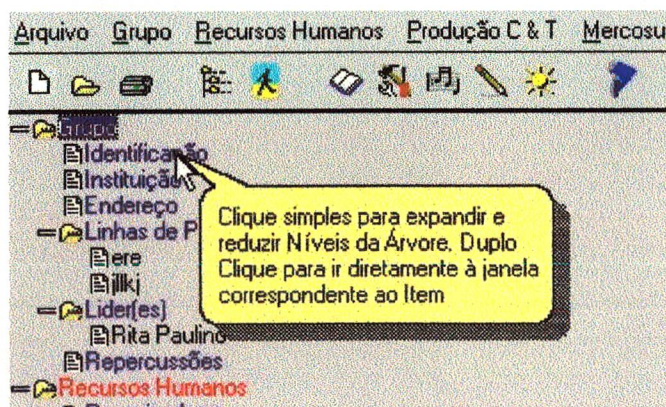 Arquivo Grupo Recursos Humanos Produção C & T Mercosu
Grupo
Identificação
Instituição
Endereço
Linhas de P
ere
jllkj
Lider(es)
Rita Paulino
Repercussões
Recursos Humanos
Clique simples para expandir e
reduzir Níveis da Árvore. Duplo
Clique para ir diretamente à janela
correspondente ao Item